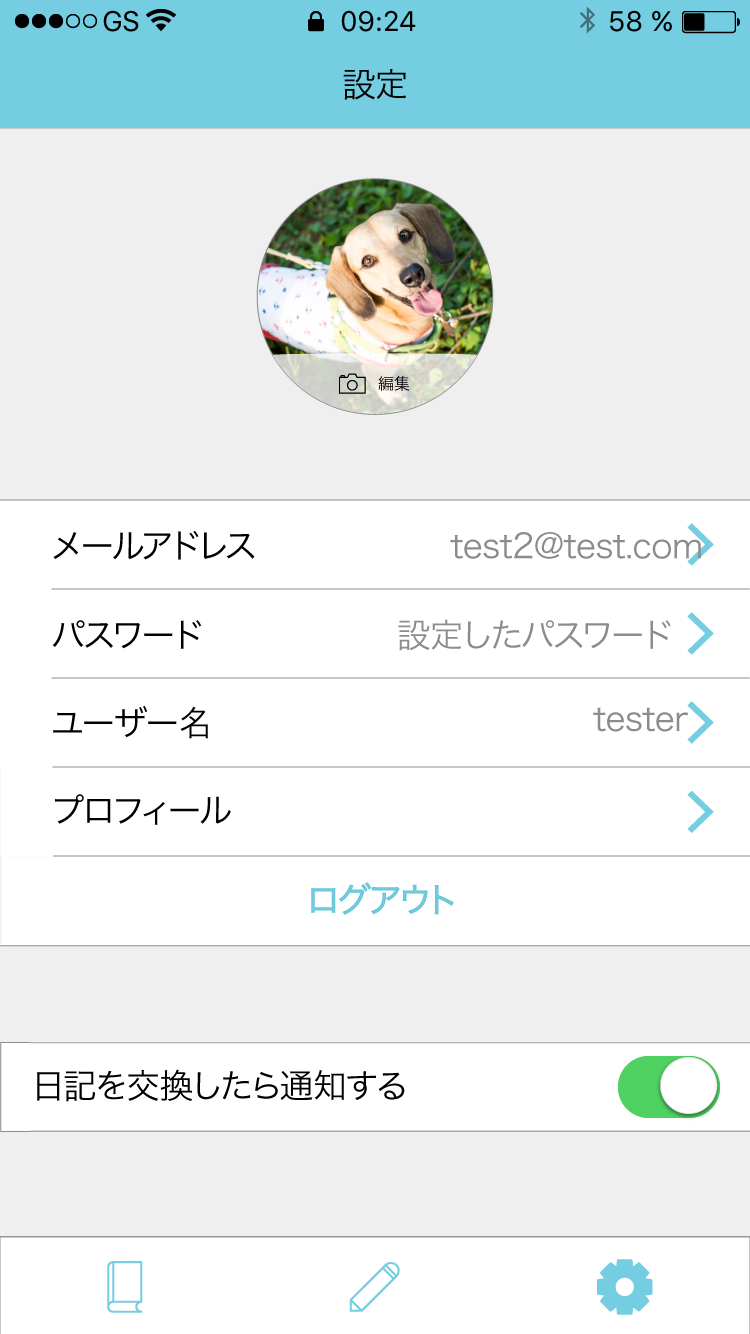 GS 09:24 58 %
設定
編集
メールアドレス test2@test.com
パスワード 設定したパスワード
ユーザー名 tester
プロフィール
ログアウト
日記を交換したら通知する